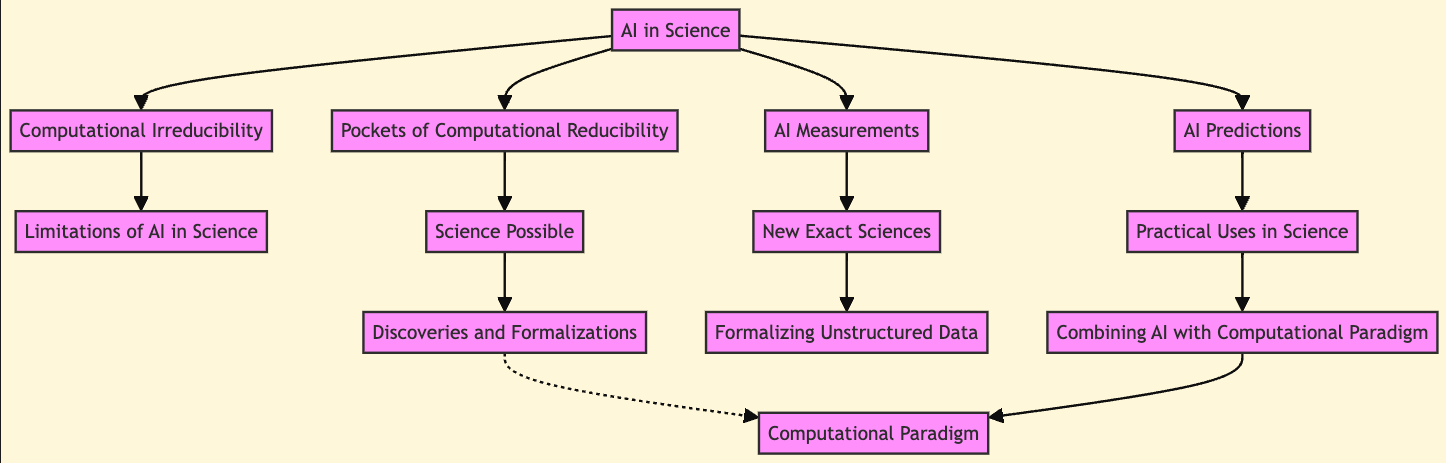 AI in Science
Computational Irreducibility
Pockets of Computational Reducibility
AI Measurements
AI Predictions
Limitations of AI in Science
Science Possible
New Exact Sciences
Practical Uses in Science
Discoveries and Formalizations
Formalizing Unstructured Data
Combining AI with Computational Paradigm
Computational Paradigm